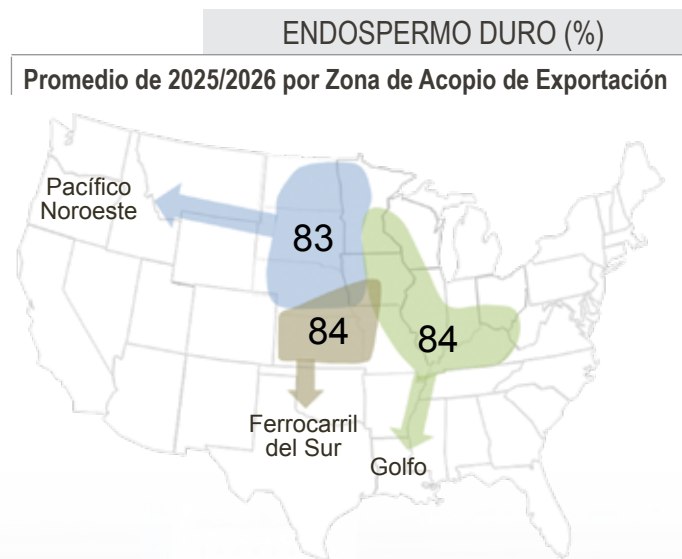 ENDOSPERMO DURO (%)
Promedio de 2025/2026 por Zona de Acopio de Exportación
Pacífico
Noroeste
83
84
84
Ferrocarril
del Sur
Golfo